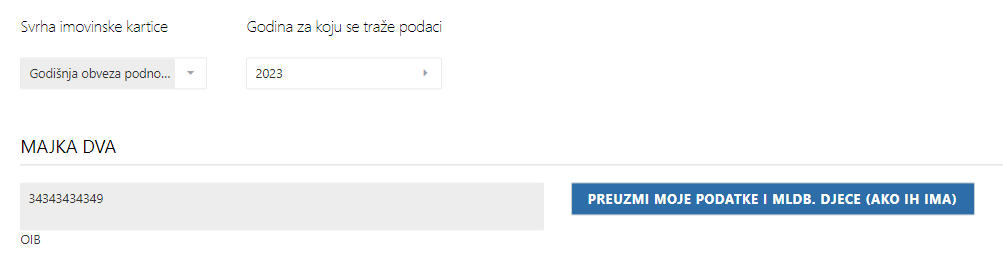 Svrha imovinske kartice
Godina za koju se traže podaci
Godišnja obveza podno...
2023
MAJKA DVA
34343434349
PREUZMI MOJE PODATKE I MLDB. DJECE (AKO IH IMA)
OIB